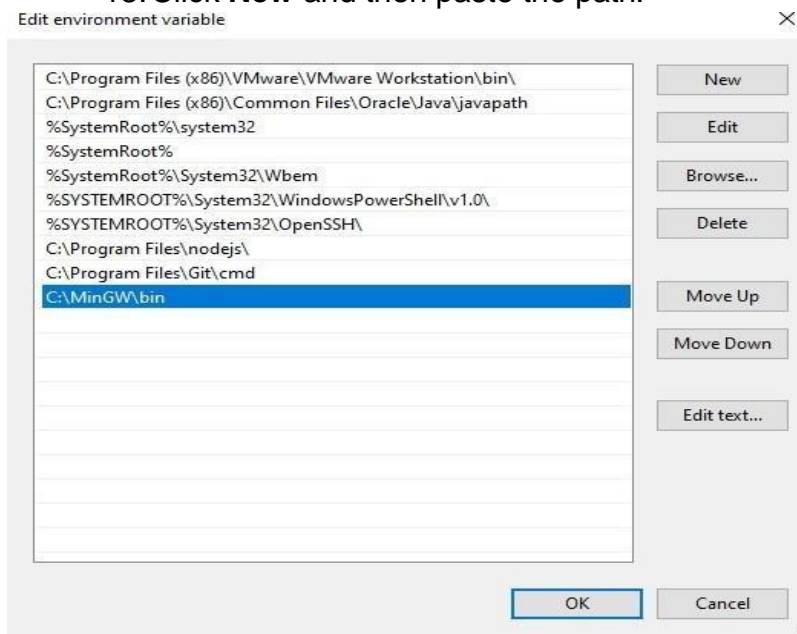 Click New and then paste the path.
Edit environment variable
C:\Program Files (x86)\VMware\VMware Workstation\bin\
C:\Program Files (x86)\Common Files\Oracle\Java\javapath
%SystemRoot%\system32
%SystemRoot%
%SystemRoot%\System32\Wbem
%SYSTEMROOT%\System32\WindowsPowerShell\v1.0\
%SYSTEMROOT%\System32\OpenSSH\
C:\Program Files\nodejs\
C:\Program Files\Git\cmd
C:\MinGW\bin
New
Edit
Browse...
Delete
Move Up
Move Down
Edit text...
OK
Cancel